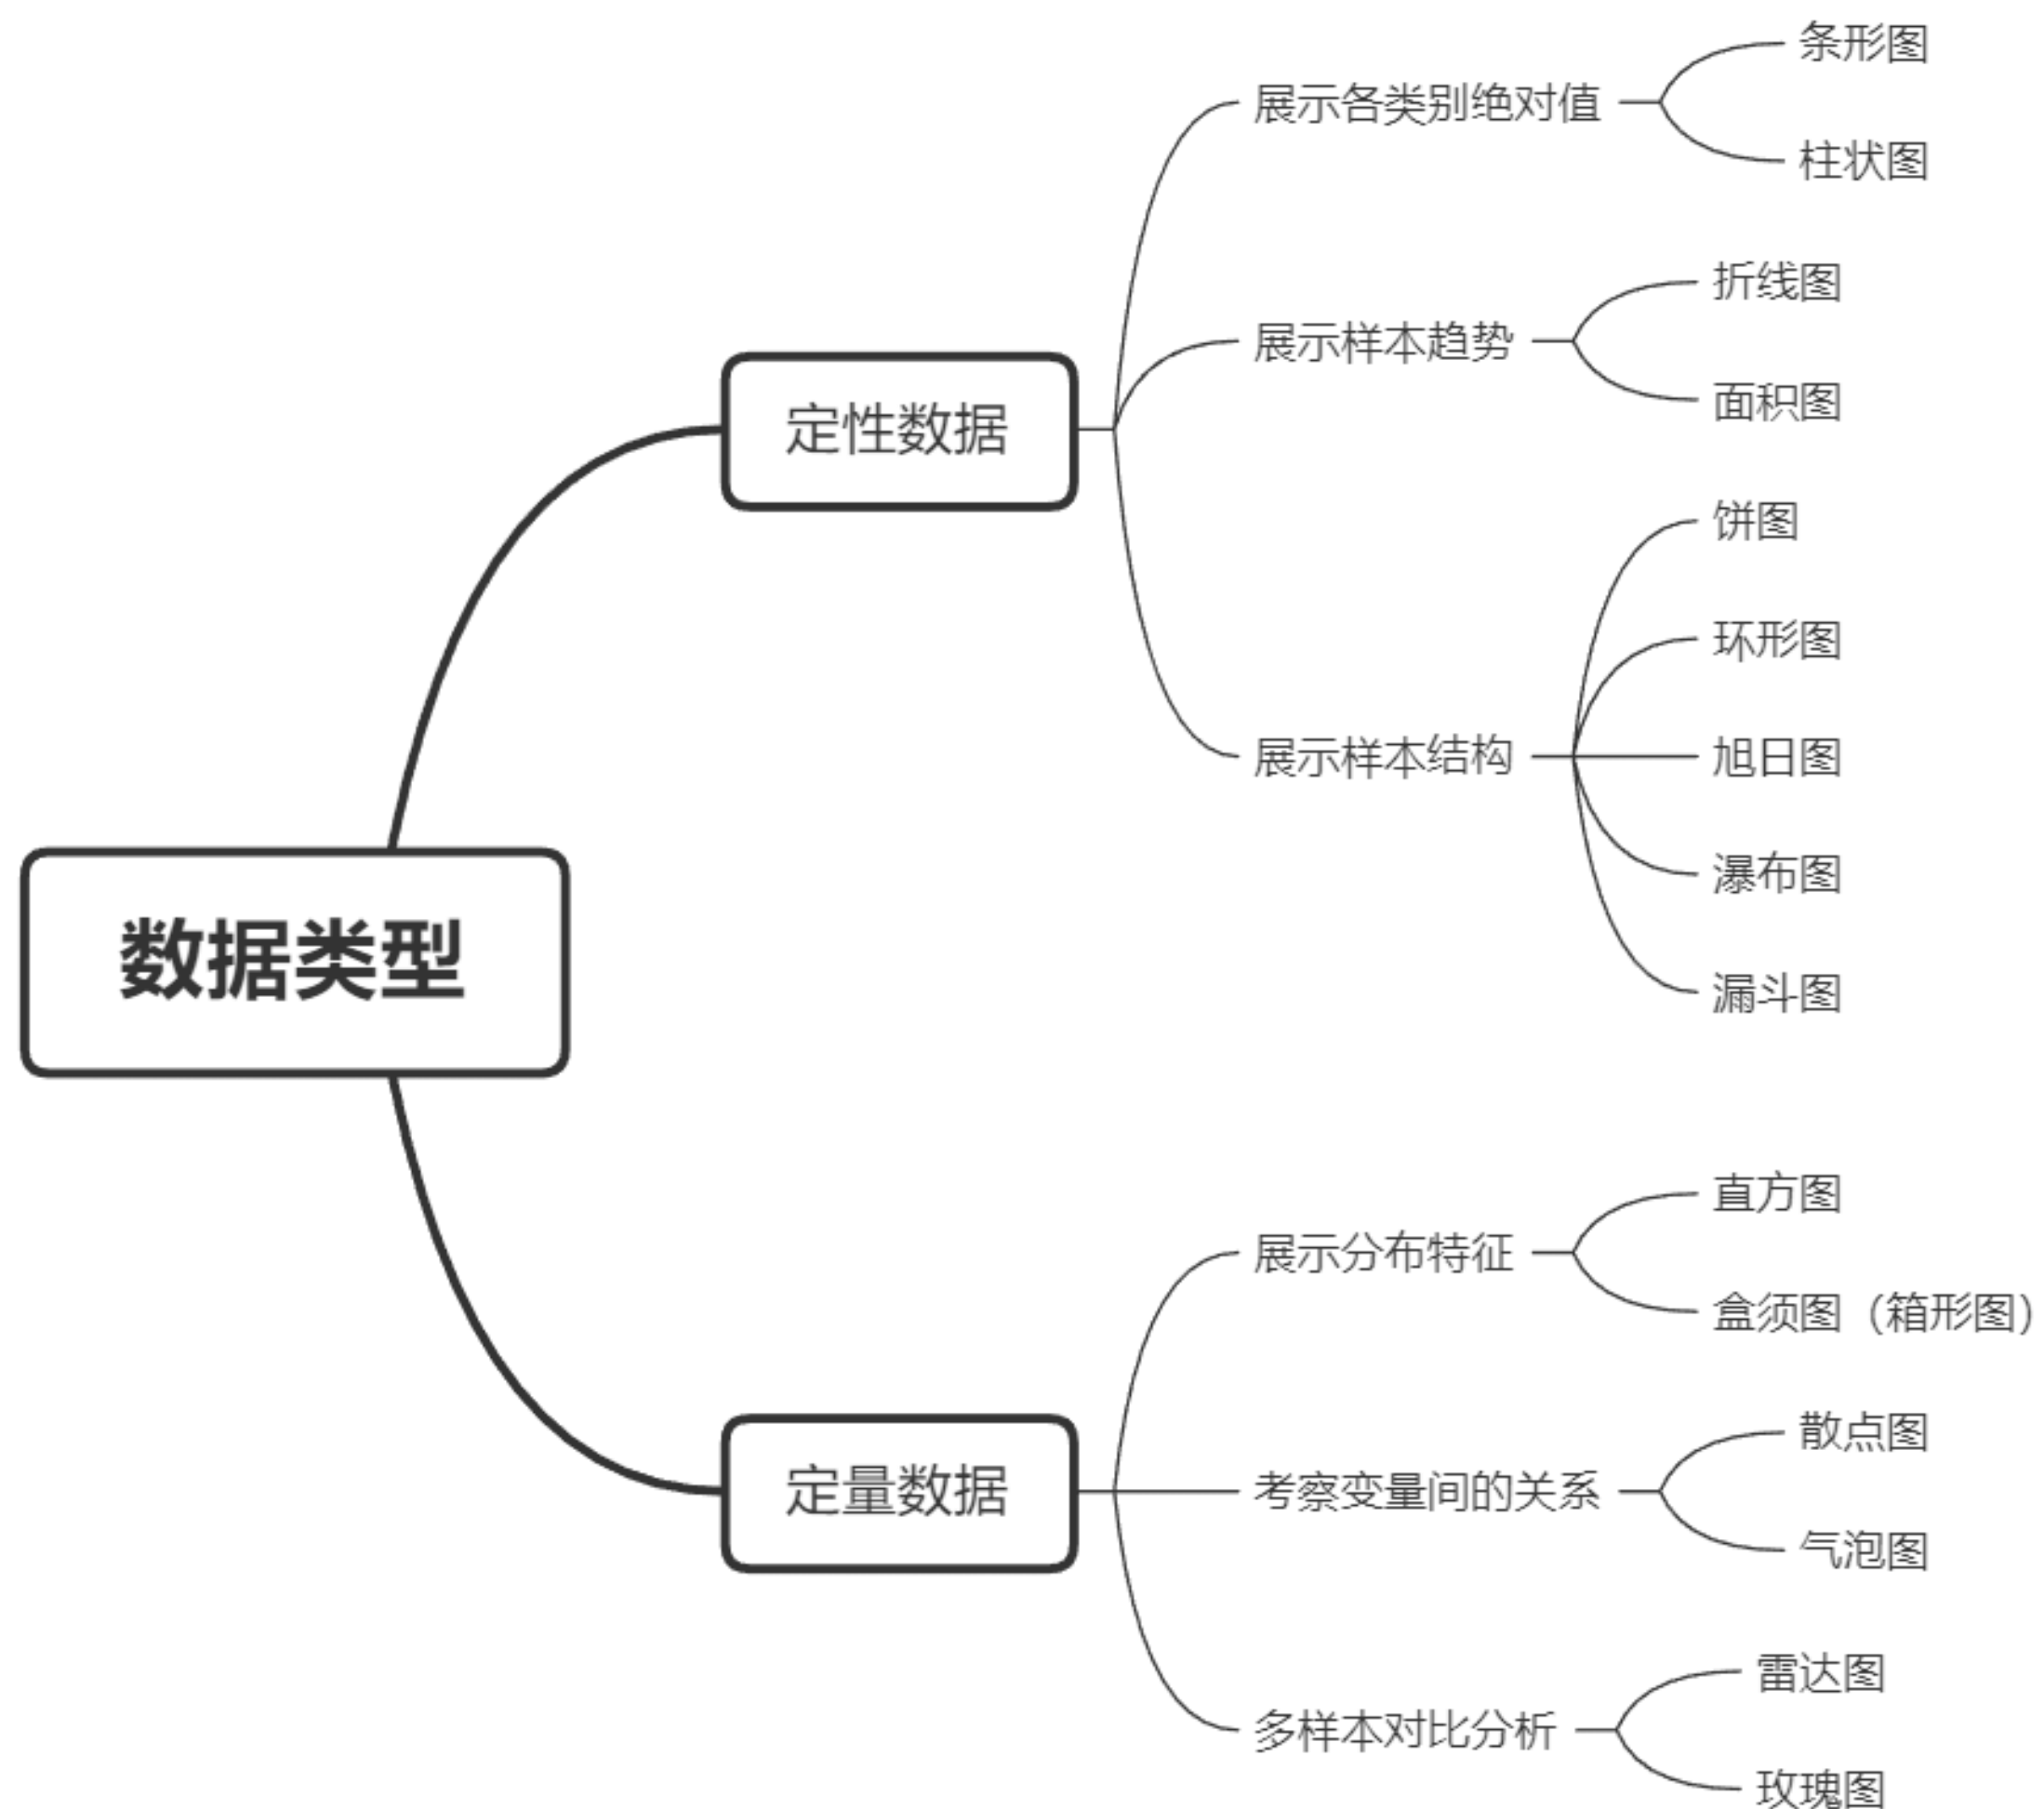 数据类型
定性数据
展示各类别绝对值
条形图
柱状图
展示样本趋势
折线图
面积图
展示样本结构
饼图
环形图
旭日图
瀑布图
漏斗图
定量数据
展示分布特征
直方图
盒须图（箱形图）
考察变量间的关系
散点图
气泡图
多样本对比分析
雷达图
玫瑰图